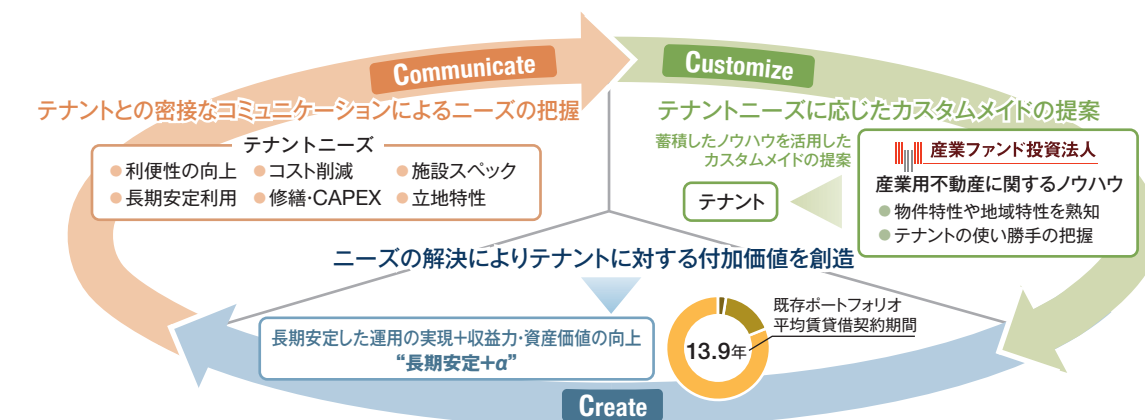 Communicate
テナントとの密接なコミュニケーションによるニーズの把握
テナントニーズ
●利便性の向上 ●コスト削減 ●施設スペック
●長期安定利用 ●修繕・CAPEX ●立地特性
Customize
テナントニーズに応じたカスタムメイドの提案
蓄積したノウハウを活用した
カスタムメイドの提案
テナント
産業ファンド投資法人
産業用不動産に関するノウハウ
●物件特性や地域特性を熟知
●テナントの使い勝手の把握
ニーズの解決によりテナントに対する付加価値を創造
長期安定した運用の実現＋収益力・資産価値の向上
“長期安定＋α”
13.9年
既存ポートフォリオ
平均賃貸借契約期間
Create